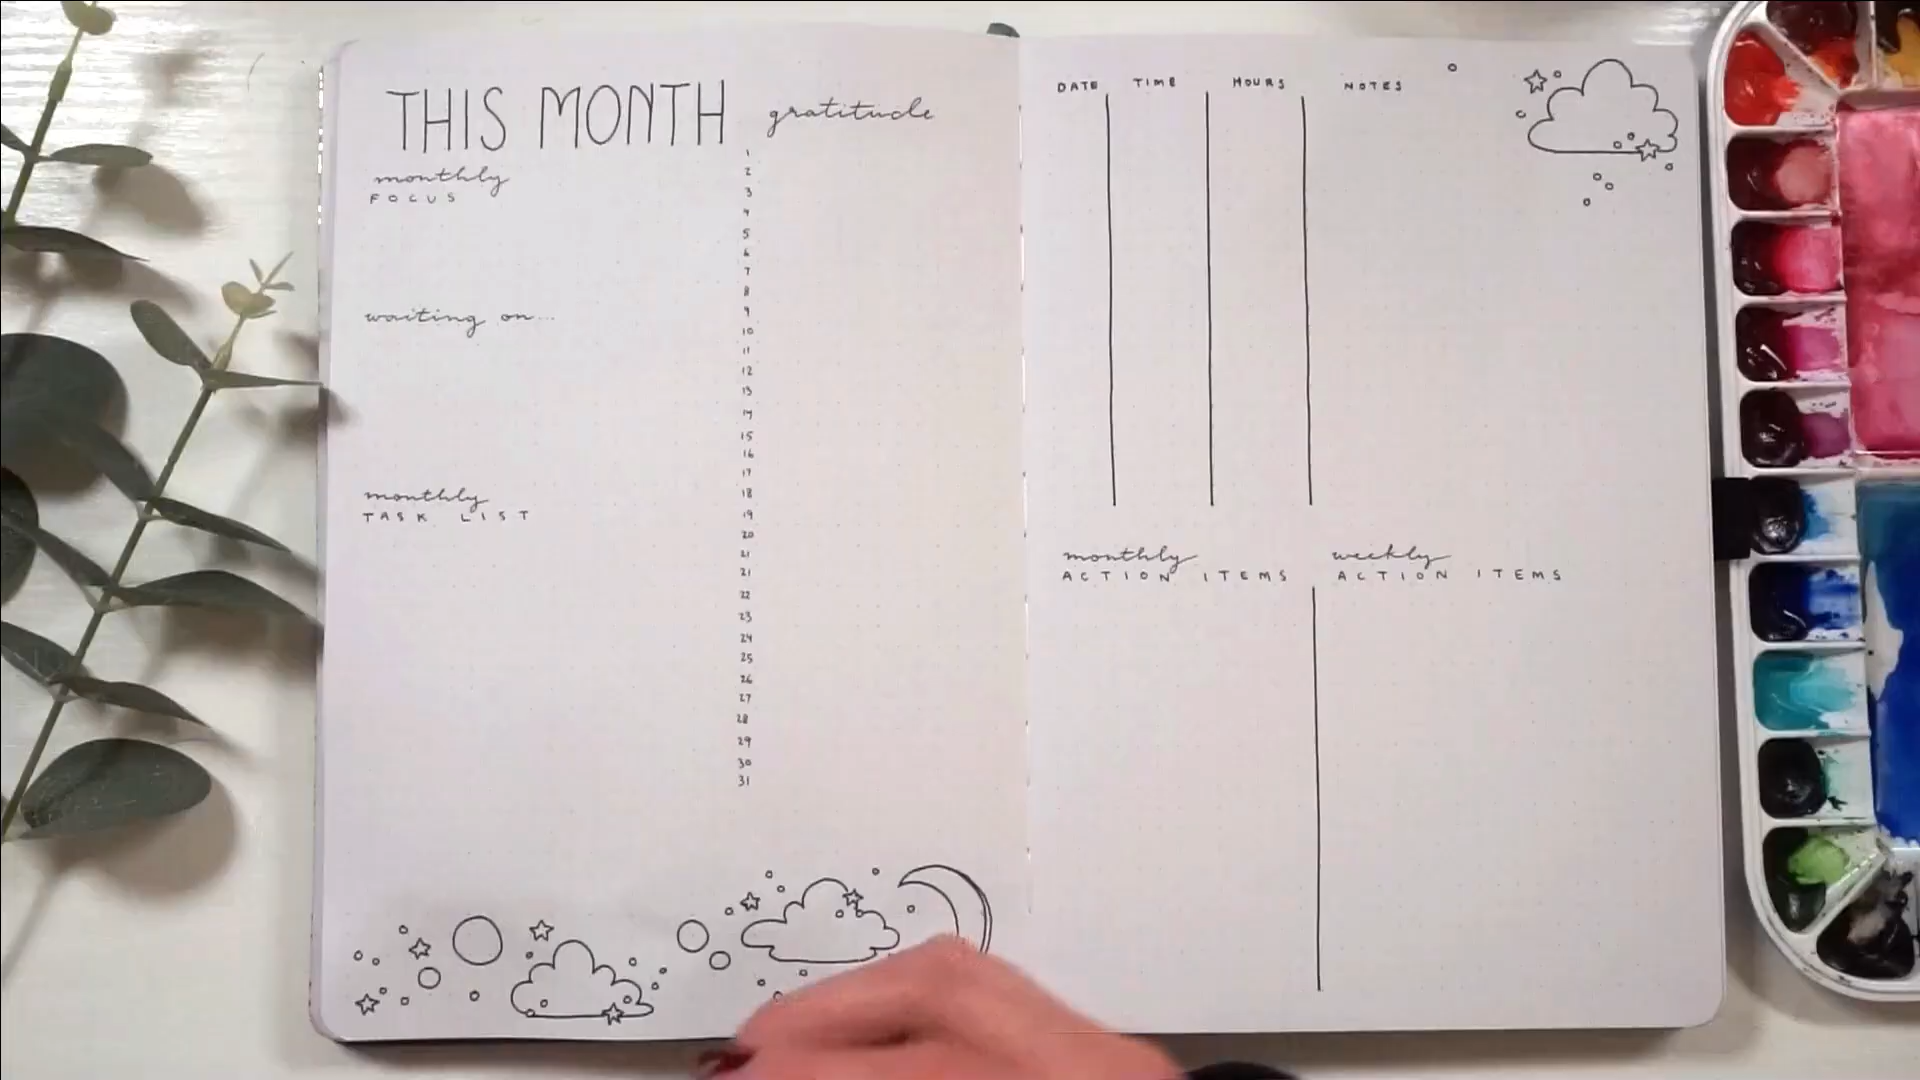 THIS MONTH
monthly
FOCUS
waiting on...
monthly
TASK LIST
gratitude
1
2
3
4
5
6
7
8
9
10
11
12
13
14
15
16
17
18
19
20
21
21
22
23
24
25
26
27
28
29
30
31
DATE TIME HOURS NOTES
monthly
ACTION ITEMS
weekly
ACTION ITEMS